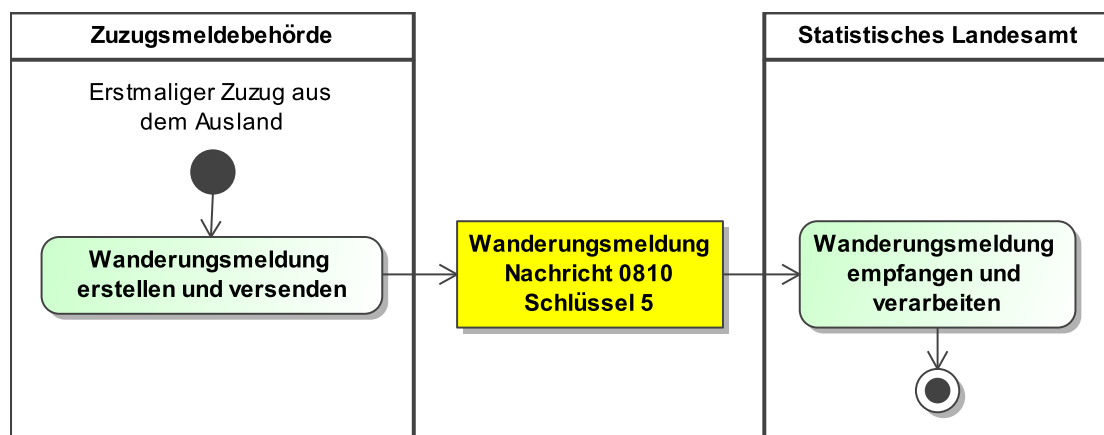 Zuzugsmeldebehörde
Statistisches Landesamt
Erstmaliger Zuzug aus
dem Ausland
Wanderungsmeldung
erstellen und versenden
Wanderungsmeldung
Nachricht 0810
Schlüssel 5
Wanderungsmeldung
empfangen und
verarbeiten